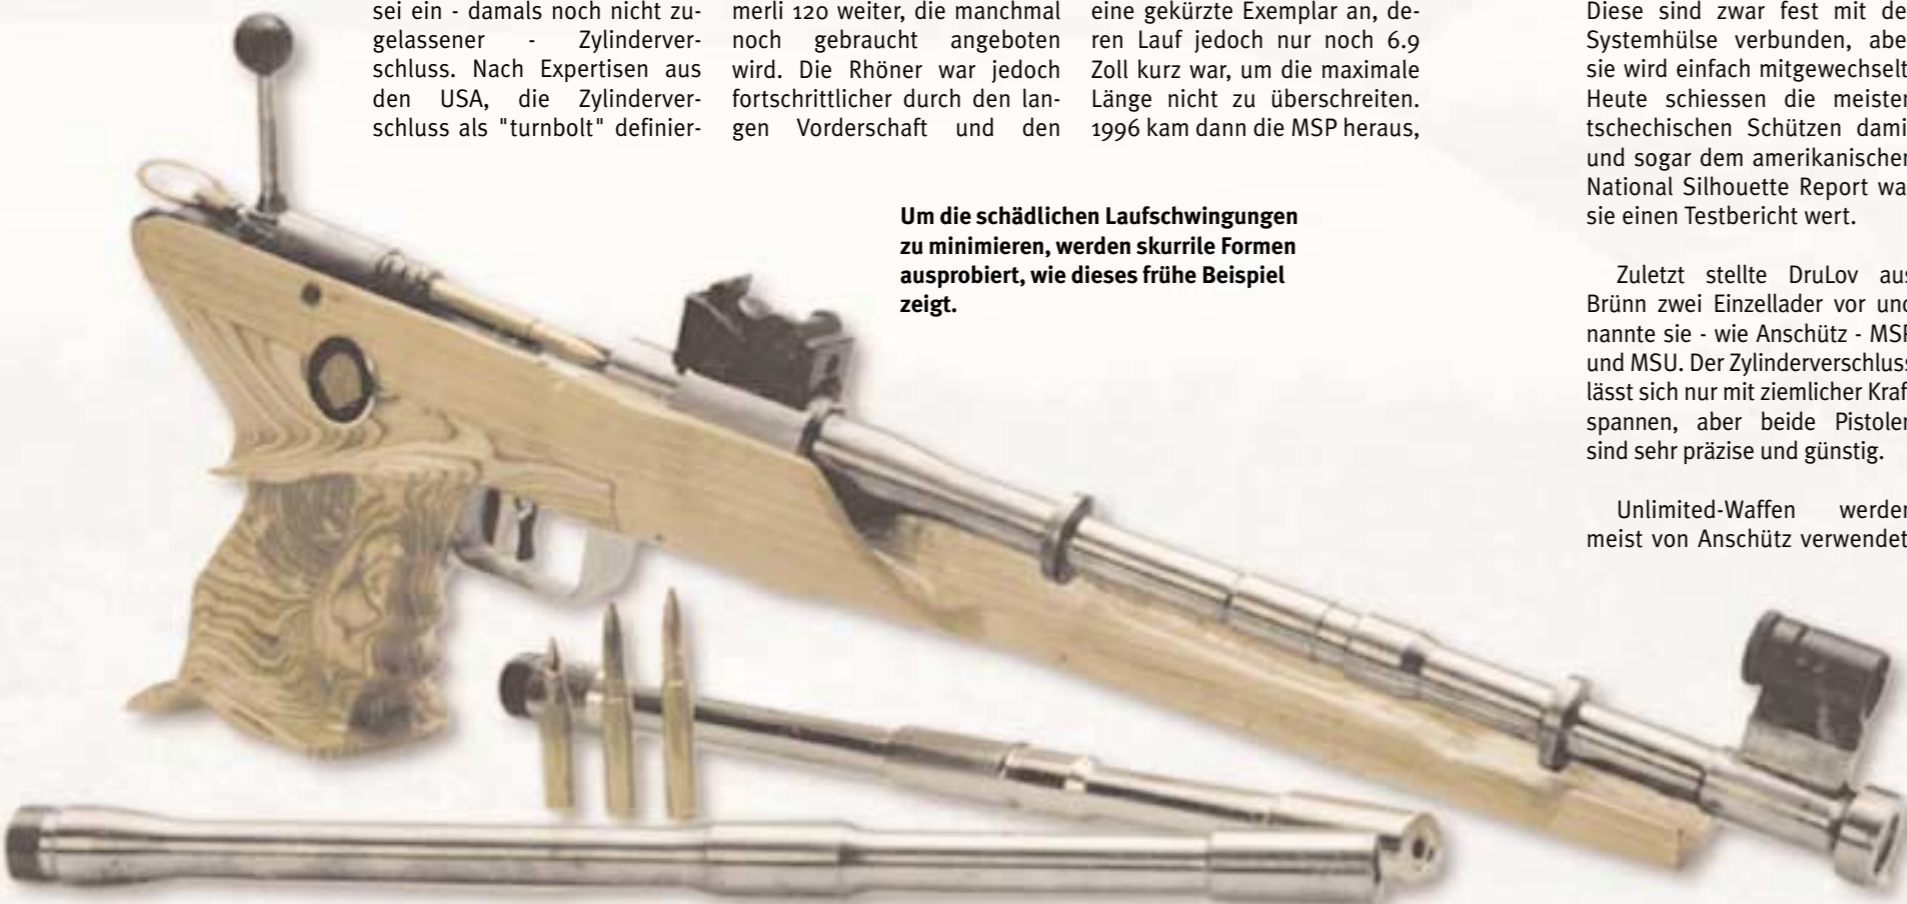 sei ein - damals noch nicht zu-
gelassener - Zylinderver-
schluss. Nach Expertisen aus
den USA, die Zylinderver-
schluss als "turnbolt" definier-
merli 120 weiter, die manchmal
noch gebraucht angeboten
wird. Die Rhöner war jedoch
fortschrittlicher durch den lan-
gen Vorderschaft und den
eine gekürzte Exemplar an, de-
ren Lauf jedoch nur noch 6.9
Zoll kurz war, um die maximale
Länge nicht zu überschreiten.
1996 kam dann die MSP heraus,
Um die schädlichen Laufschwingungen
zu minimieren, werden skurrile Formen
ausprobiert, wie dieses frühe Beispiel
zeigt.
Diese sind zwar fest mit de
Systemhülse verbunden, abe
sie wird einfach mitgewechselt
Heute schiessen die meisten
tschechischen Schützen dami
und sogar dem amerikanischen
National Silhouette Report wa
sie einen Testbericht wert.
Zuletzt stellte DruLov aus
Brünn zwei Einzellader vor und
nannte sie - wie Anschütz - MSP
und MSU. Der Zylinderverschluss
lässt sich nur mit ziemlicher Kraf
spannen, aber beide Pistolen
sind sehr präzise und günstig.
Unlimited-Waffen werden
meist von Anschütz verwendet